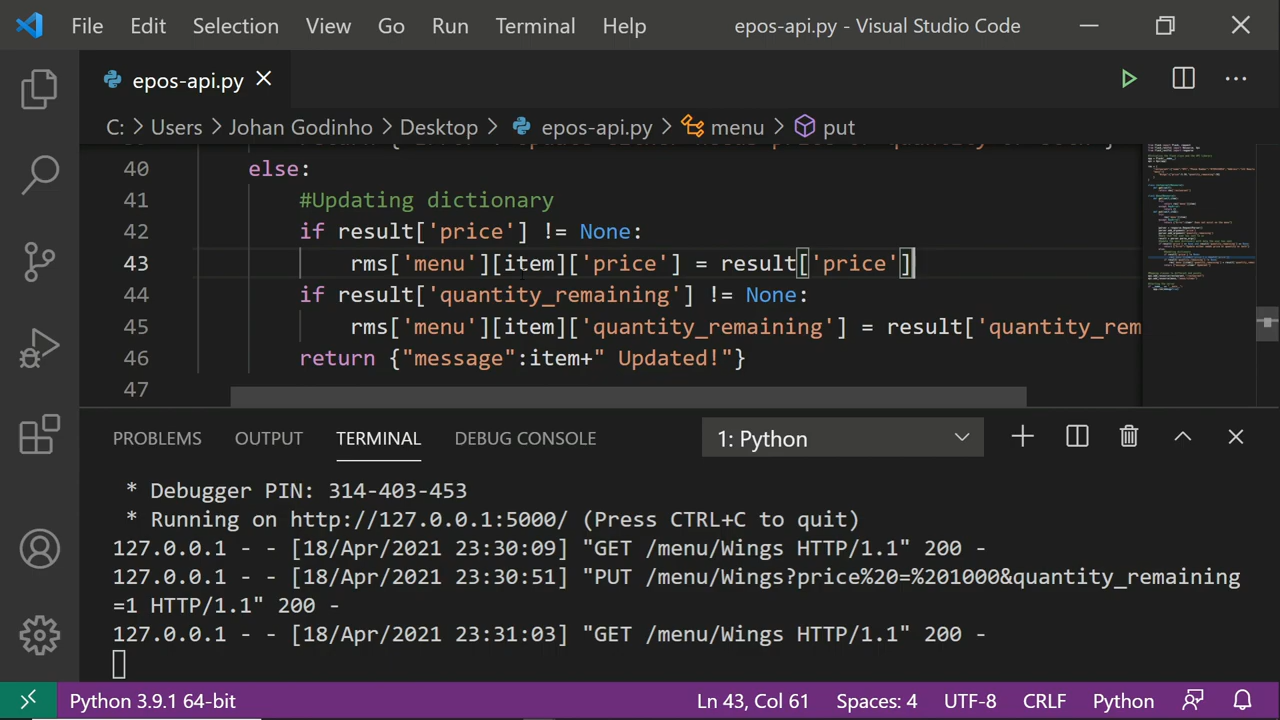 File Edit Selection View Go Run Terminal Help epos-api.py - Visual Studio Code
epos-api.py
C: > Users > Johan Godinho > Desktop > epos-api.py > menu > put
40 else:
41 #Updating dictionary
42 if result['price'] != None:
43 rms['menu'][item]['price'] = result['price']
44 if result['quantity_remaining'] != None:
45 rms['menu'][item]['quantity_remaining'] = result['quantity_rem
46 return {"message":item+" Updated!"}
47
PROBLEMS OUTPUT TERMINAL DEBUG CONSOLE 1: Python
* Debugger PIN: 314-403-453
* Running on http://127.0.0.1:5000/ (Press CTRL+C to quit)
127.0.0.1 - - [18/Apr/2021 23:30:09] "GET /menu/Wings HTTP/1.1" 200 -
127.0.0.1 - - [18/Apr/2021 23:30:51] "PUT /menu/Wings?price%20=%201000&quantity_remaining
=1 HTTP/1.1" 200 -
127.0.0.1 - - [18/Apr/2021 23:31:03] "GET /menu/Wings HTTP/1.1" 200 -
Python 3.9.1 64-bit Ln 43, Col 61 Spaces: 4 UTF-8 CRLF Python